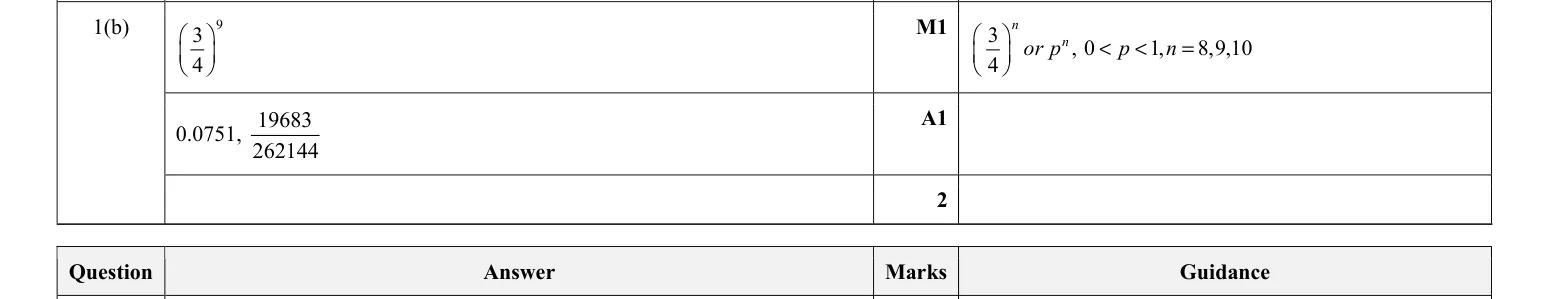 1(b) (3/4)^9 M1 (3/4)^n or p^n, 0 < p < 1, n = 8,9,10
0.0751, 19683/262144 A1
2
Question Answer Marks Guidance